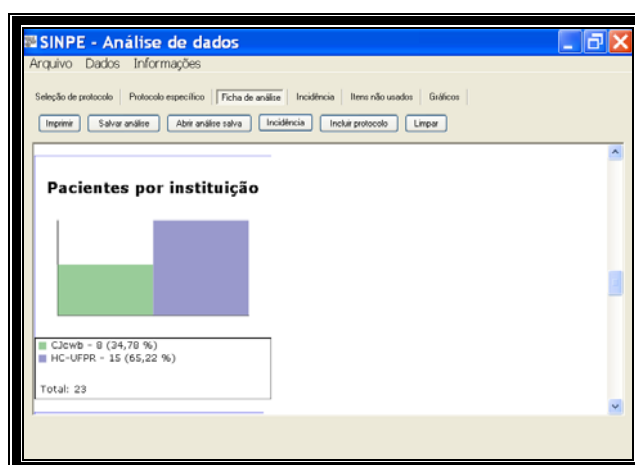 SINPE - Análise de dados
Arquivo Dados Informações
Seleção de protocolo Protocolo específico Ficha de análise Incidência Itens não usados Gráficos
Imprimir Salvar análise Abrir análise salva Incidência Incluir protocolo Limpar
Pacientes por instituição
CJcwb - 8 (34,78 %)
HC-UFPR - 15 (65,22 %)
Total: 23